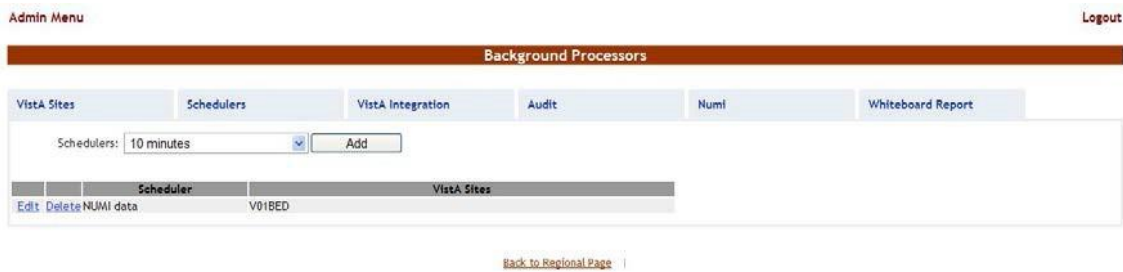 Admin Menu Logout
Background Processors
VistA Sites Schedulers VistA Integration Audit Numi Whiteboard Report
Schedulers: 10 minutes Add
Scheduler VistA Sites
Edit Delete NUMI data V01BED
Back to Regional Page |